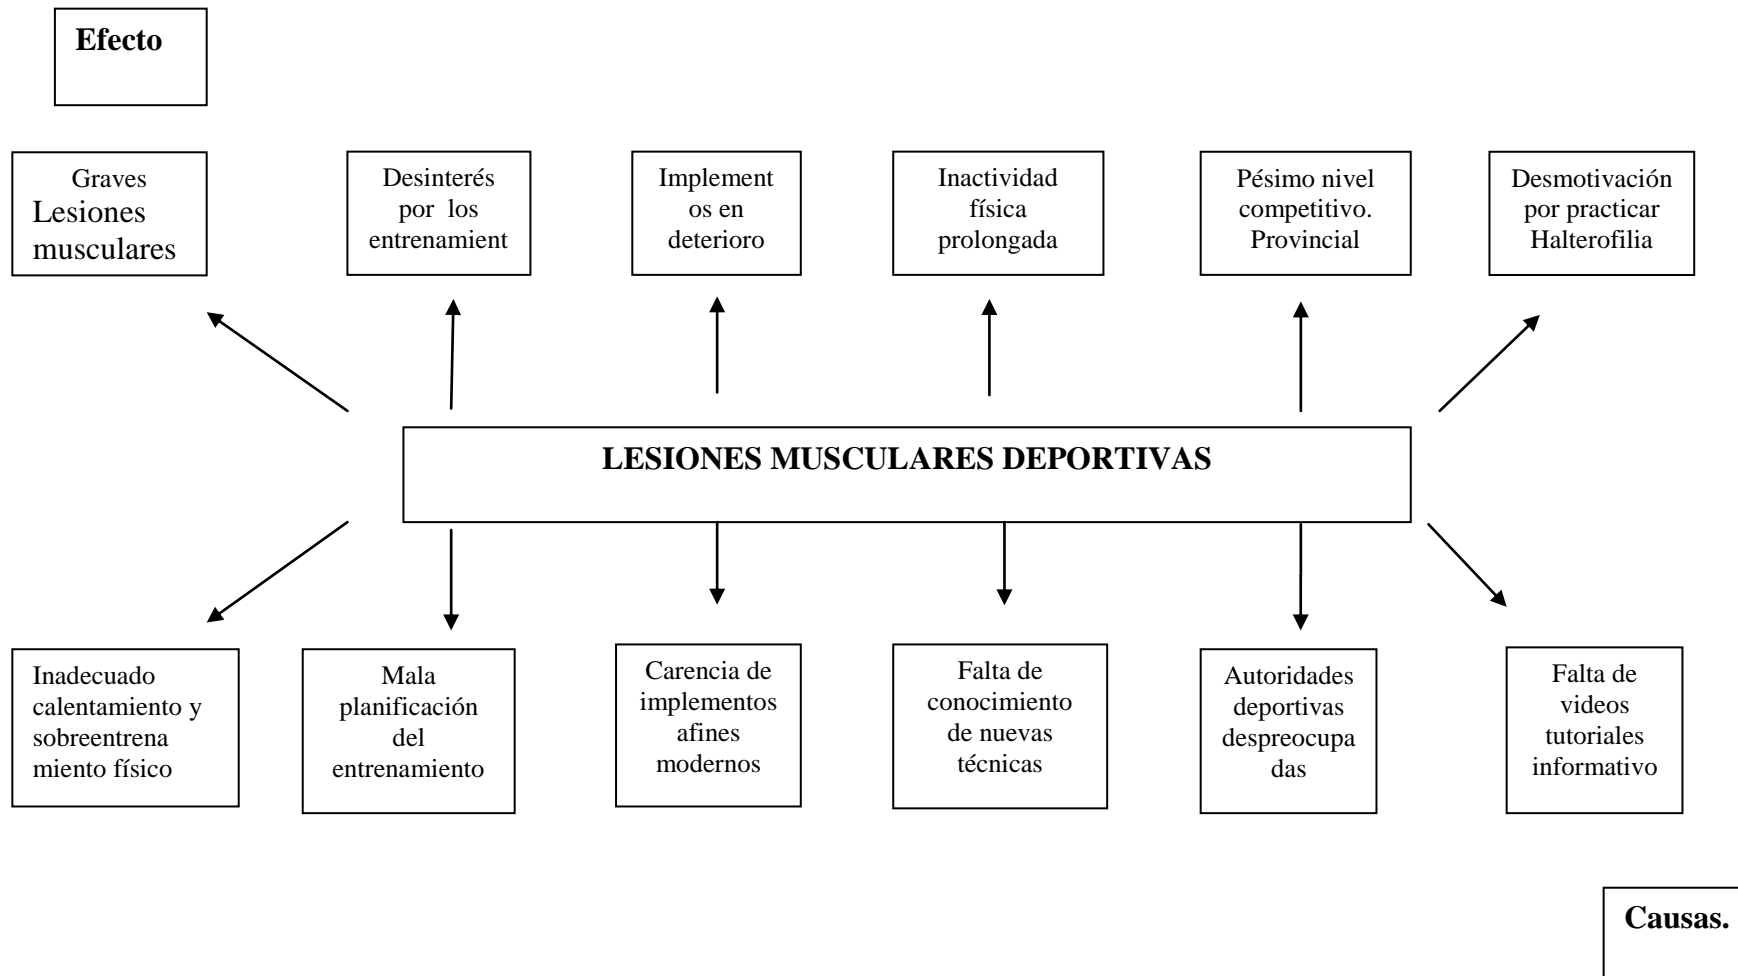 Efecto
Graves
Lesiones
musculares
Desinterés
por los
entrenamient
Implement
os en
deterioro
Inactividad
física
prolongada
Pésimo nivel
competitivo.
Provincial
Desmotivación
por practicar
Halterofilia
LESIONES MUSCULARES DEPORTIVAS
Inadecuado
calentamiento y
sobreentrena
miento físico
Mala
planificación
del
entrenamiento
Carencia de
implementos
afines
modernos
Falta de
conocimiento
de nuevas
técnicas
Autoridades
deportivas
despreocupa
das
Falta de
videos
tutoriales
informativo
Causas.